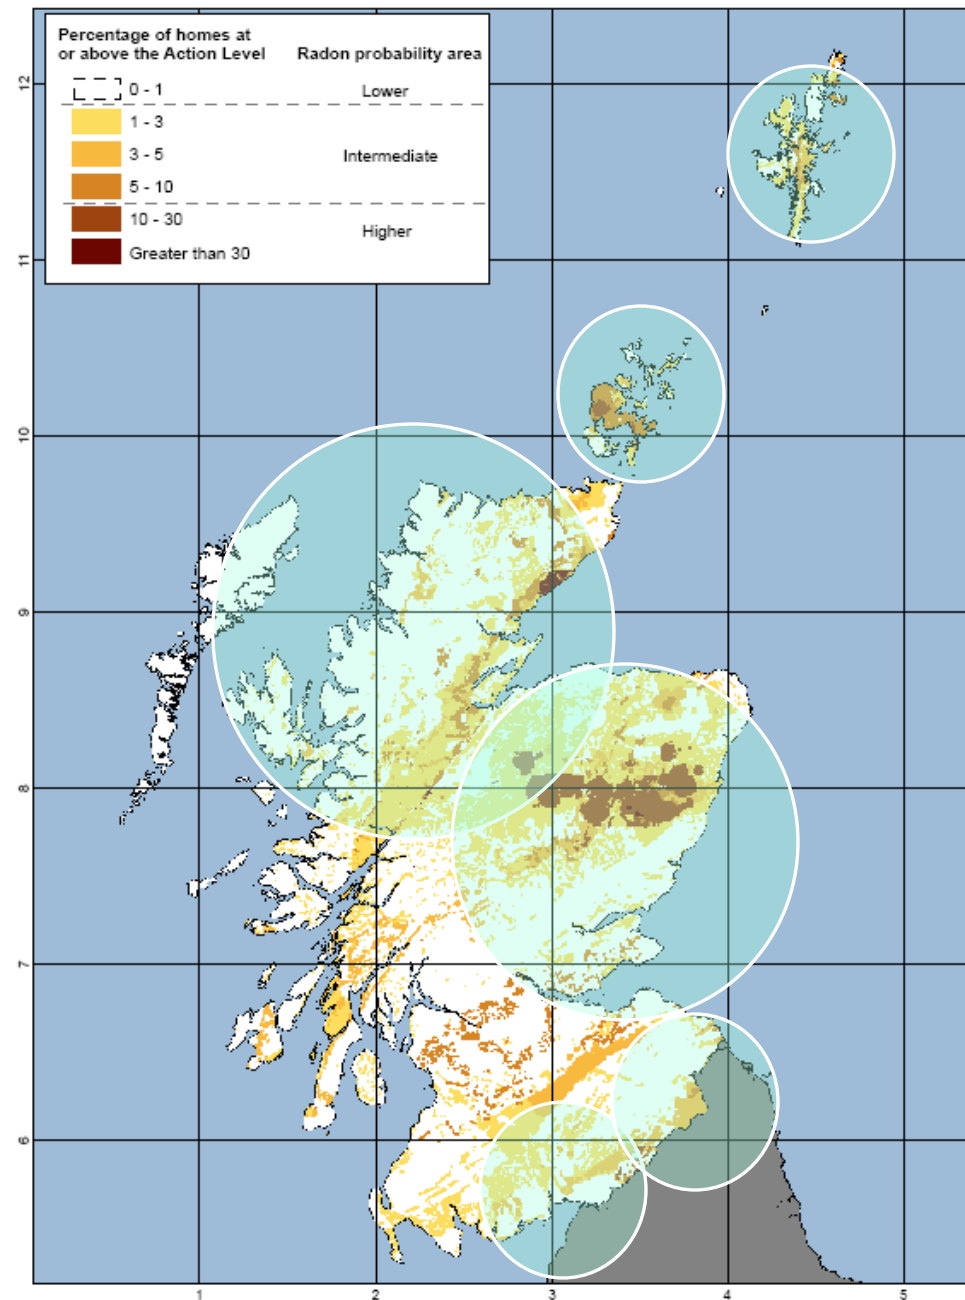 Percentage of homes at
or above the Action Level
Radon probability area
0 - 1
Lower
1 - 3
3 - 5
Intermediate
5 - 10
10 - 30
Higher
Greater than 30
12
11
10
9
8
7
6
1
2
3
4
5